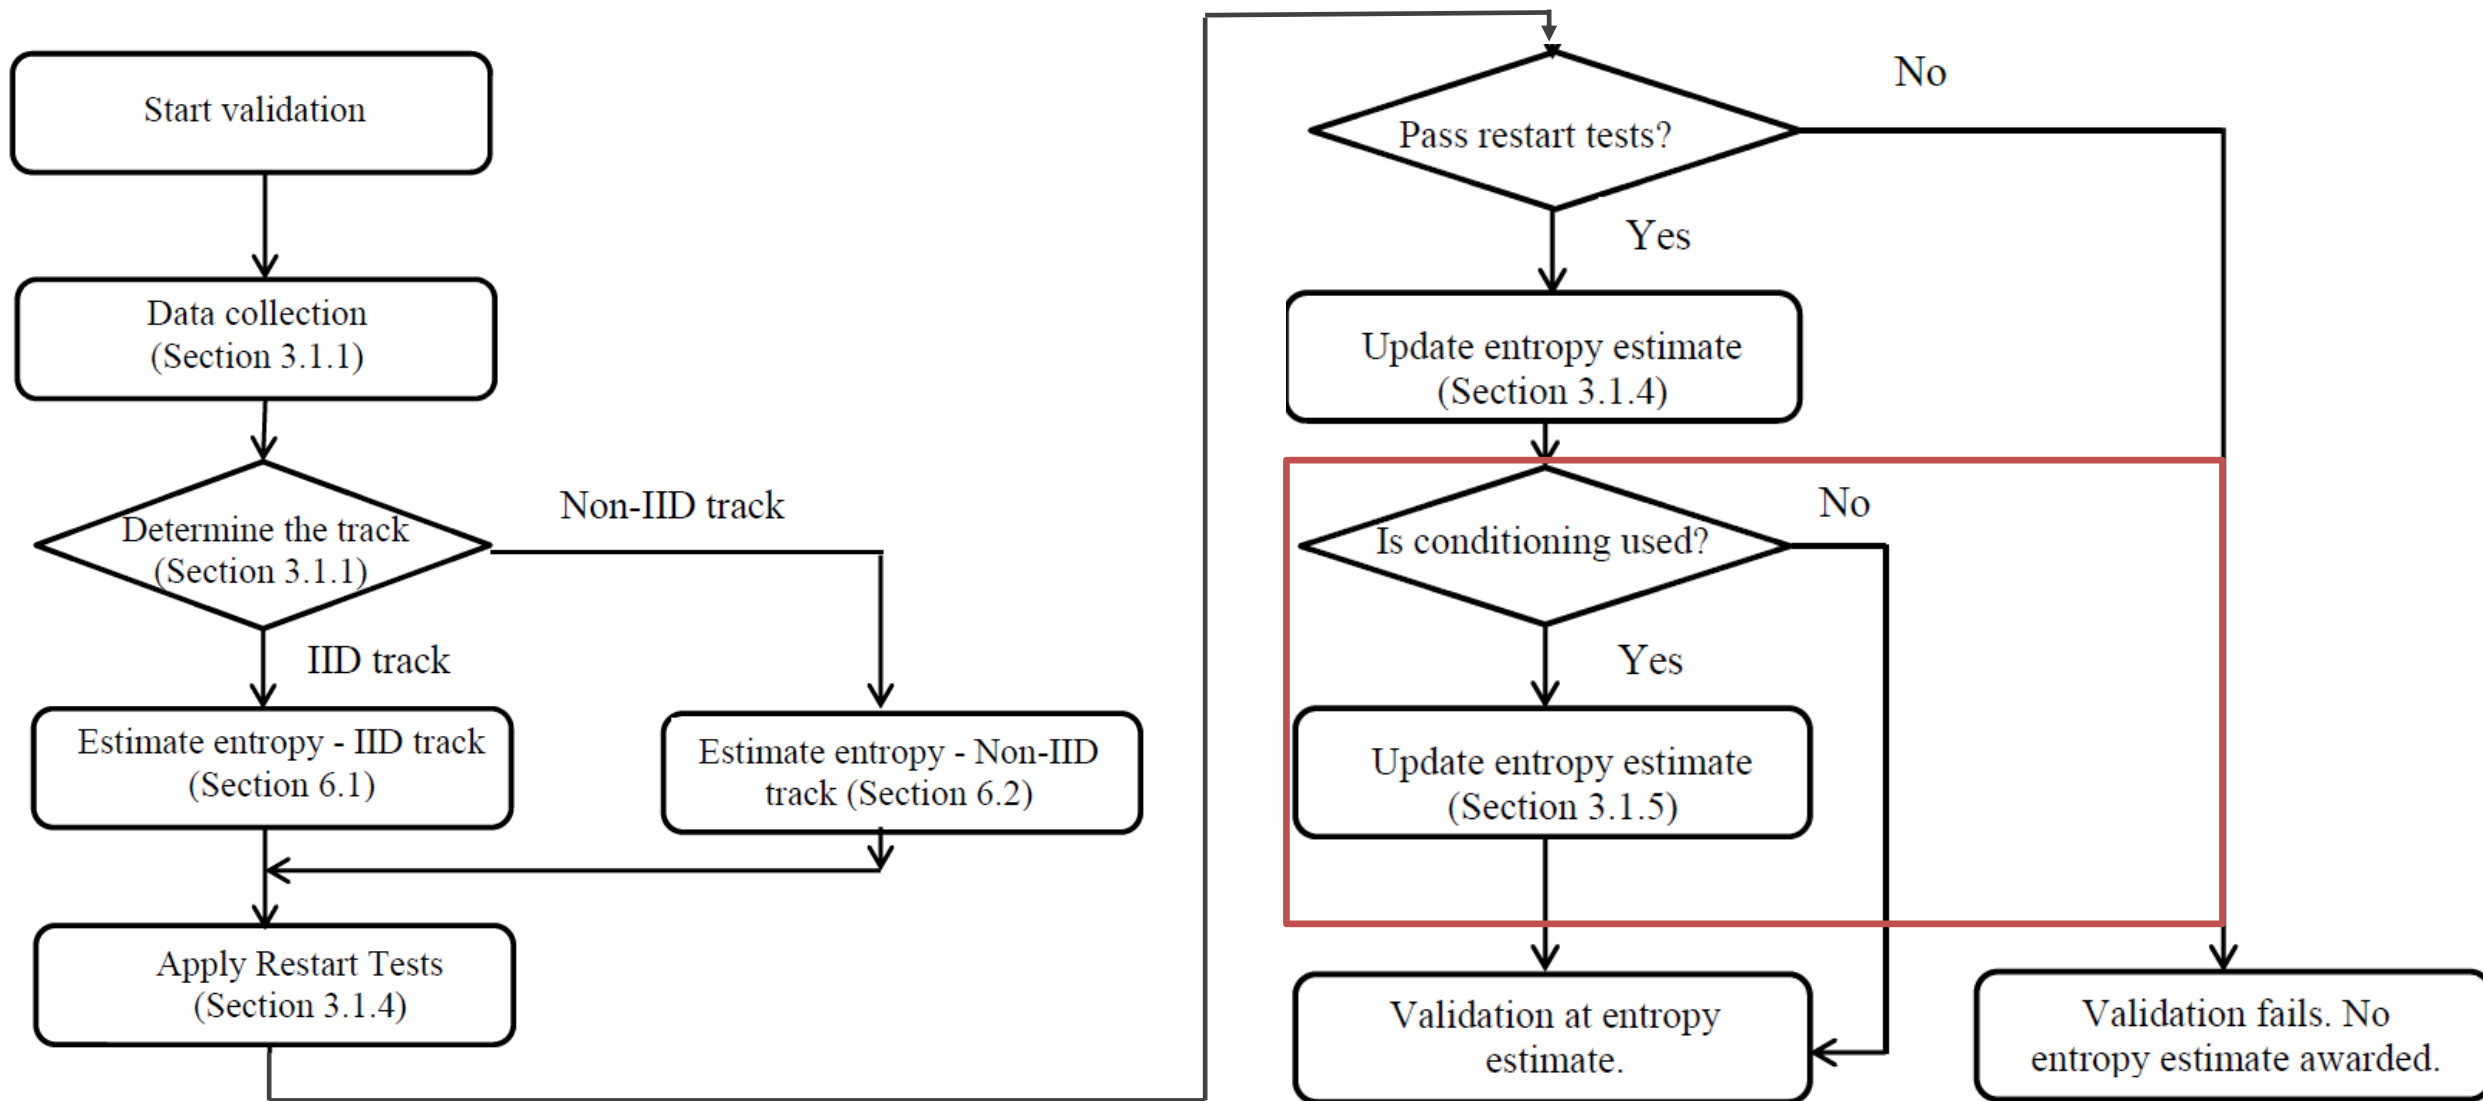 Start validation
Data collection
(Section 3.1.1)
Determine the track
(Section 3.1.1)
Non-IID track
IID track
Estimate entropy - IID track
(Section 6.1)
Estimate entropy - Non-IID
track (Section 6.2)
Apply Restart Tests
(Section 3.1.4)
Pass restart tests?
No
Yes
Update entropy estimate
(Section 3.1.4)
Is conditioning used?
No
Yes
Update entropy estimate
(Section 3.1.5)
Validation at entropy
estimate.
Validation fails. No
entropy estimate awarded.